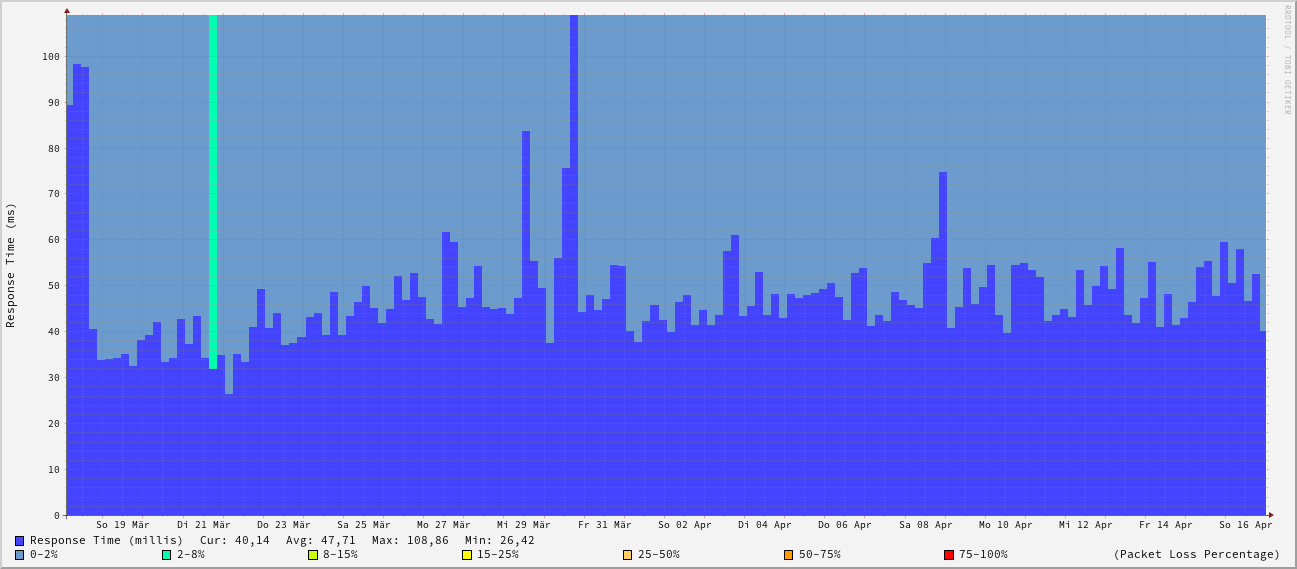 RRDTOOL / TOBI OETIKER
Response Time (ms)
100
90
80
70
60
50
40
30
20
10
0
So 19 Mär Di 21 Mär Do 23 Mär Sa 25 Mär Mo 27 Mär Mi 29 Mär Fr 31 Mär So 02 Apr Di 04 Apr Do 06 Apr Sa 08 Apr Mo 10 Apr Mi 12 Apr Fr 14 Apr So 16 Apr
Response Time (millis) Cur: 40,14 Avg: 47,71 Max: 108,86 Min: 26,42
0-2% 2-8% 8-15% 15-25% 25-50% 50-75% 75-100% (Packet Loss Percentage)